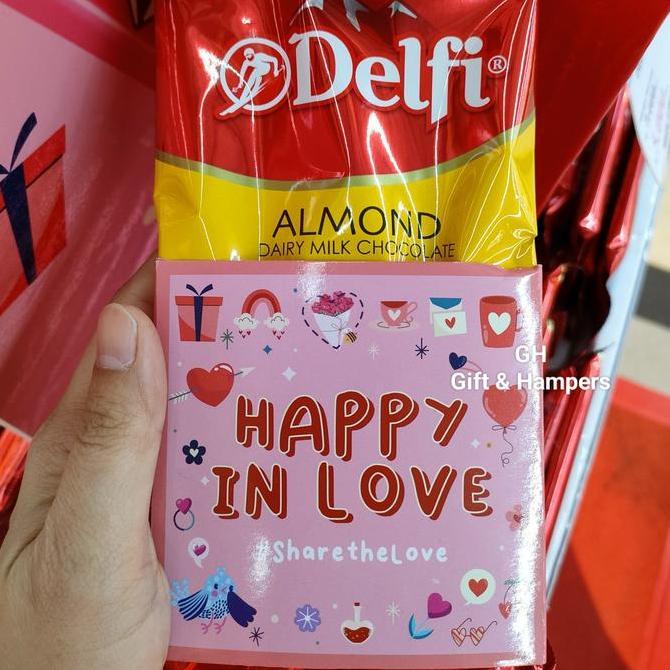 Delfi®
ALMOND
DAIRY MILK CHOCOLATE
GH
Gift & Hampers
HAPPY
IN LOVE
#SharetheLove